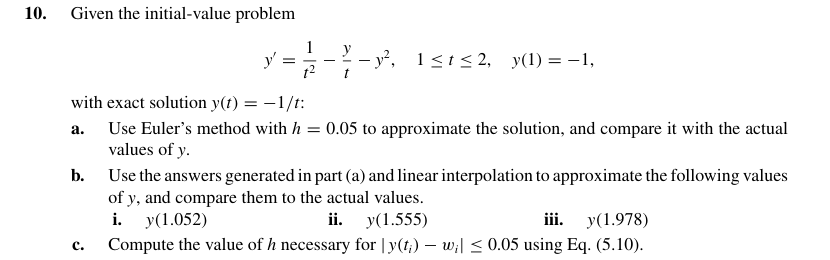 10. Given the initial-value problem
y′ = 1/t² − y/t − y², 1 ≤ t ≤ 2, y(1) = −1,
with exact solution y(t) = −1/t:
a. Use Euler's method with h = 0.05 to approximate the solution, and compare it with the actual
values of y.
b. Use the answers generated in part (a) and linear interpolation to approximate the following values
of y, and compare them to the actual values.
i. y(1.052) ii. y(1.555) iii. y(1.978)
c. Compute the value of h necessary for |y(tᵢ) − wᵢ| ≤ 0.05 using Eq. (5.10).